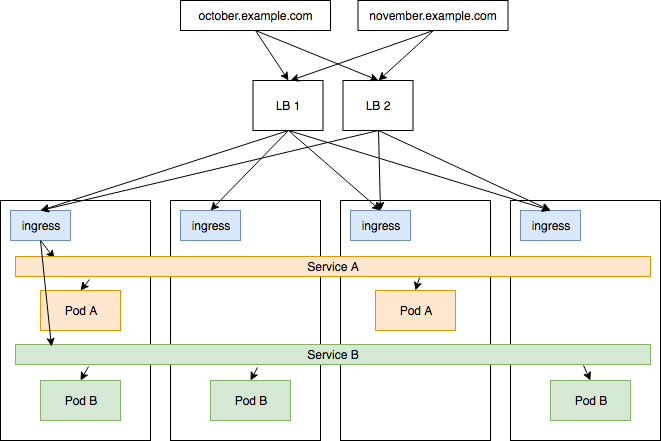 october.example.com
november.example.com
LB 1
LB 2
ingress
ingress
ingress
ingress
Service A
Pod A
Pod A
Service B
Pod B
Pod B
Pod B